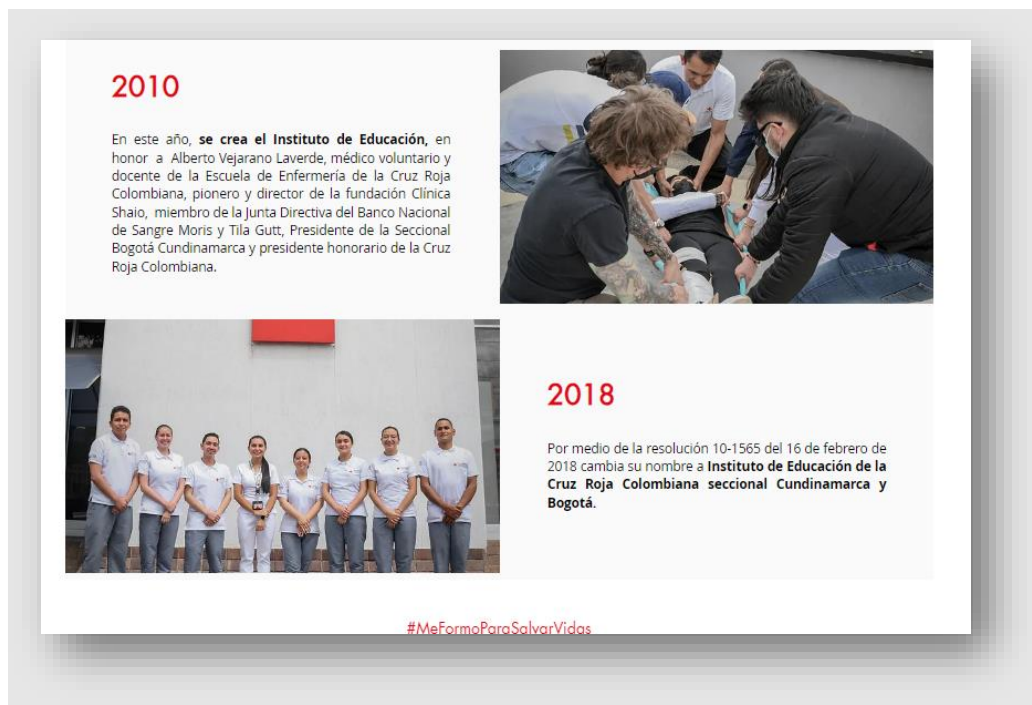 2010
En este año, se crea el Instituto de Educación, en
honor a Alberto Vejarano Laverde, médico voluntario y
docente de la Escuela de Enfermería de la Cruz Roja
Colombiana, pionero y director de la fundación Clínica
Shaio, miembro de la Junta Directiva del Banco Nacional
de Sangre Moris y Tila Gutt, Presidente de la Seccional
Bogotá Cundinamarca y presidente honorario de la Cruz
Roja Colombiana.
2018
Por medio de la resolución 10-1565 del 16 de febrero de
2018 cambia su nombre a Instituto de Educación de la
Cruz Roja Colombiana seccional Cundinamarca y
Bogotá.
#MeFormoParaSalvarVidas